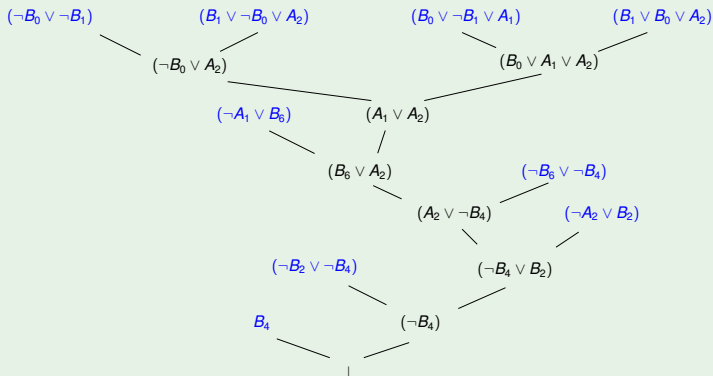 (¬B₀ ∨ ¬B₁) (B₁ ∨ ¬B₀ ∨ A₂) (B₀ ∨ ¬B₁ ∨ A₁) (B₁ ∨ B₀ ∨ A₂)
(¬B₀ ∨ A₂) (B₀ ∨ A₁ ∨ A₂)
(¬A₁ ∨ B₆) (A₁ ∨ A₂)
(B₆ ∨ A₂) (¬B₆ ∨ ¬B₄)
(A₂ ∨ ¬B₄) (¬A₂ ∨ B₂)
(¬B₂ ∨ ¬B₄) (¬B₄ ∨ B₂)
B₄ (¬B₄)